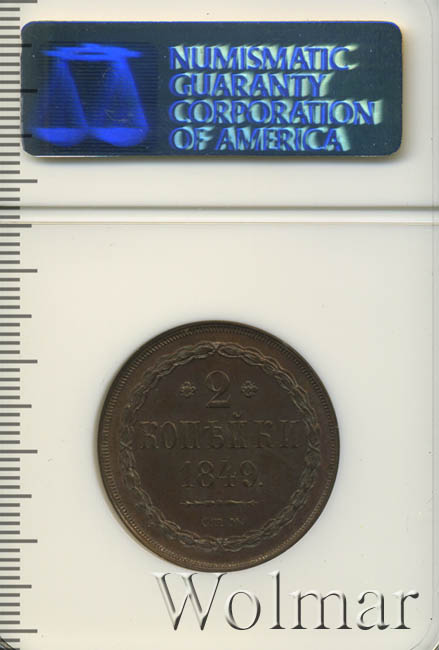 NUMISMATIC
GUARANTY
CORPORATION
OF AMERICA
2
КОПѢЙКИ
1849.
С.П.М.
Wolmar